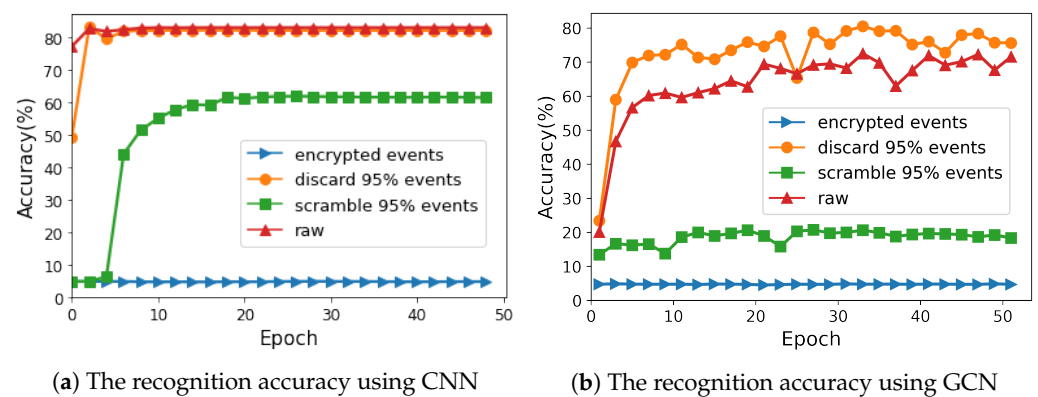 Accuracy(%)
80
70
60
50
40
30
20
10
0
encrypted events
discard 95% events
scramble 95% events
raw
0 10 20 30 40 50
Epoch
(a) The recognition accuracy using CNN
Accuracy(%)
80
70
60
50
40
30
20
10
0
encrypted events
discard 95% events
scramble 95% events
raw
0 10 20 30 40 50
Epoch
(b) The recognition accuracy using GCN